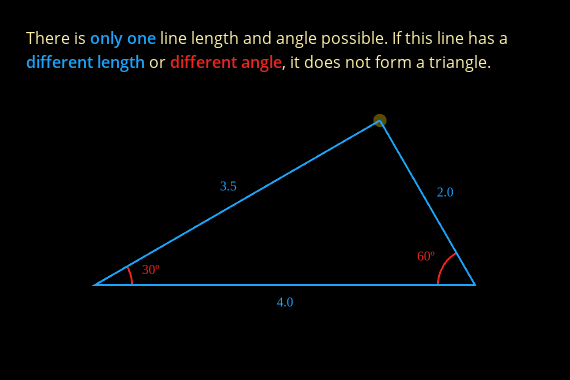 There is only one line length and angle possible. If this line has a
different length or different angle, it does not form a triangle.
3.5
2.0
60º
30º
4.0